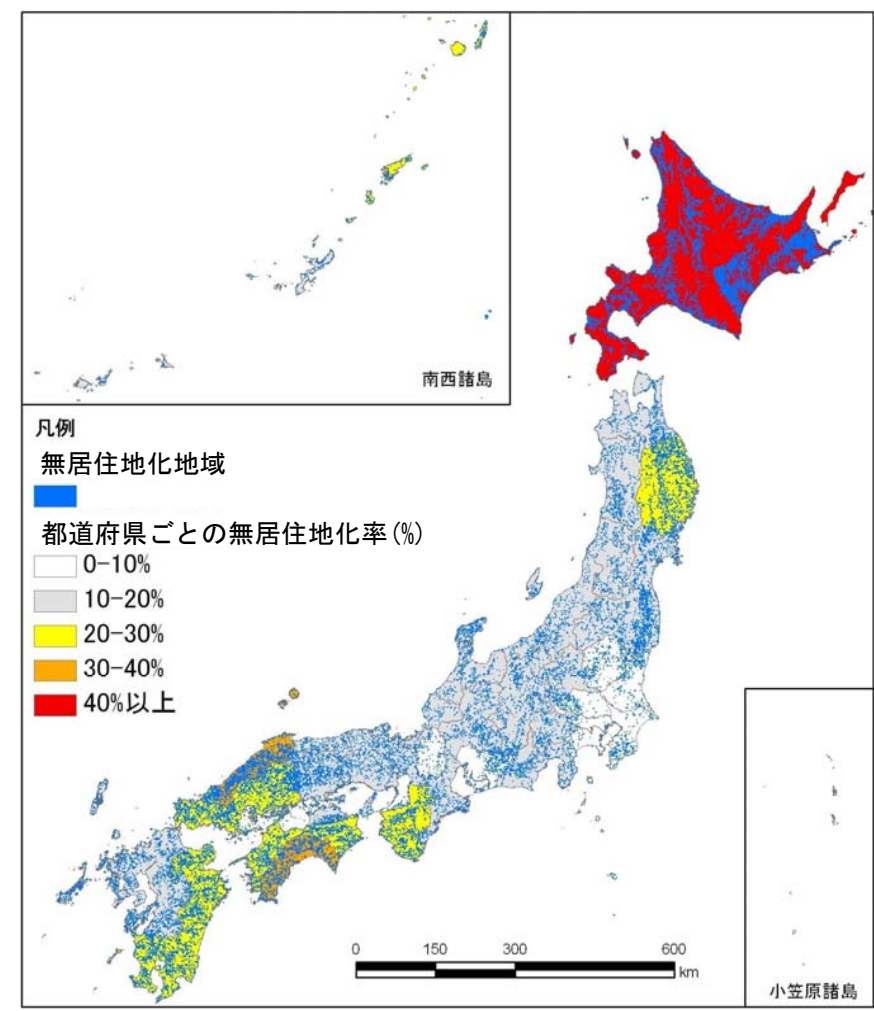 南西諸島
凡例
無居住地化地域
都道府県ごとの無居住地化率(%)
0-10%
10-20%
20-30%
30-40%
40%以上
0 150 300 600
km
小笠原諸島